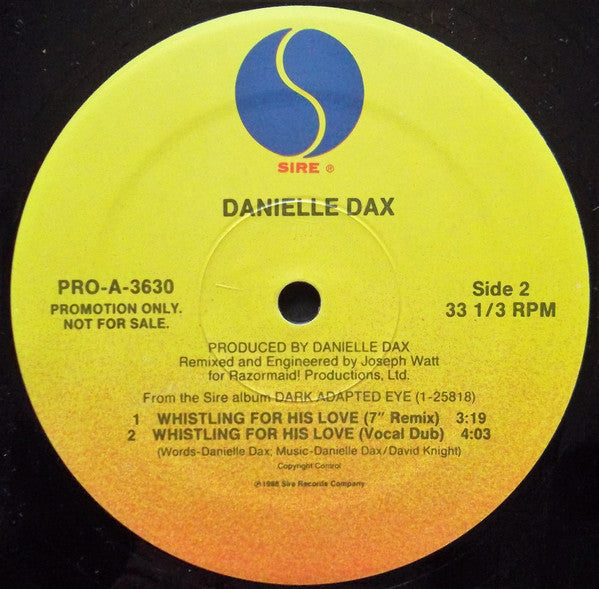 SIRE ®
DANIELLE DAX
PRO-A-3630
PROMOTION ONLY.
NOT FOR SALE.
Side 2
33 1/3 RPM
PRODUCED BY DANIELLE DAX
Remixed and Engineered by Joseph Watt
for Razormaid! Productions, Ltd.
From the Sire album DARK ADAPTED EYE (1-25818)
1 WHISTLING FOR HIS LOVE (7" Remix) 3:19
2 WHISTLING FOR HIS LOVE (Vocal Dub) 4:03
(Words-Danielle Dax; Music-Danielle Dax/David Knight)
Copyright Control
℗1988 Sire Records Company